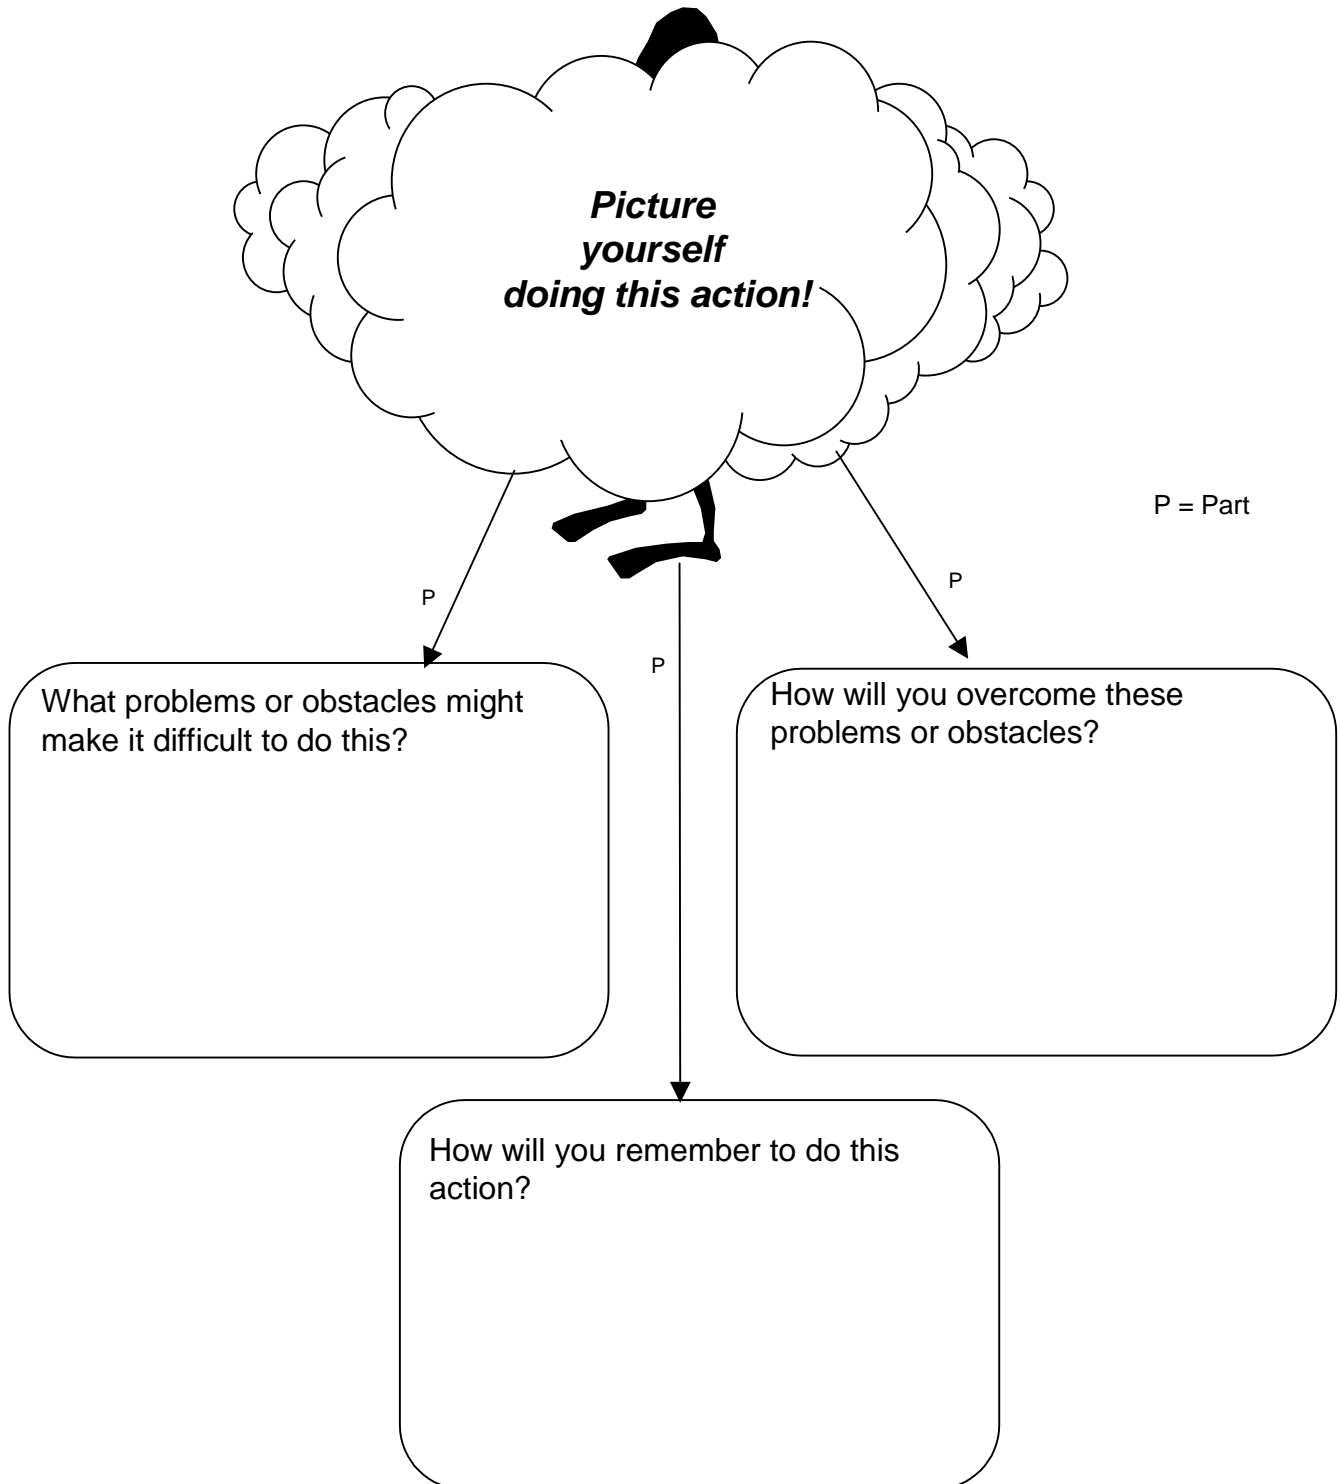 Picture
yourself
doing this action!
P = Part
P
P
P
What problems or obstacles might
make it difficult to do this?
How will you overcome these
problems or obstacles?
How will you remember to do this
action?